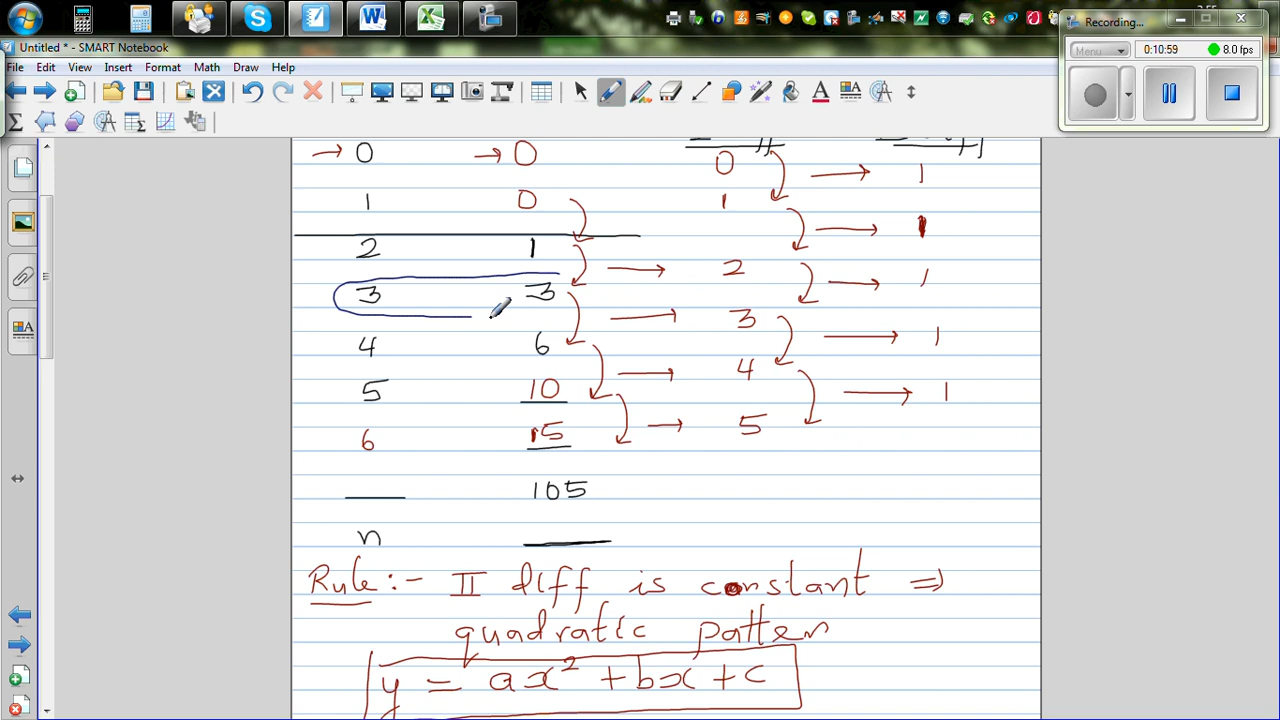 Untitled * - SMART Notebook
File Edit View Insert Format Math Draw Help
Recording...
Menu 0:10:59 8.0 fps
→ 0 → 0 0 → 1
1 0 1 → 1
2 1 → 2 → 1
3 3 → 3 → 1
4 6 → 4 → 1
5 10 → 5
6 15
105
n
Rule:- II diff is constant ⇒
quadratic patten
y = ax² + bx + c